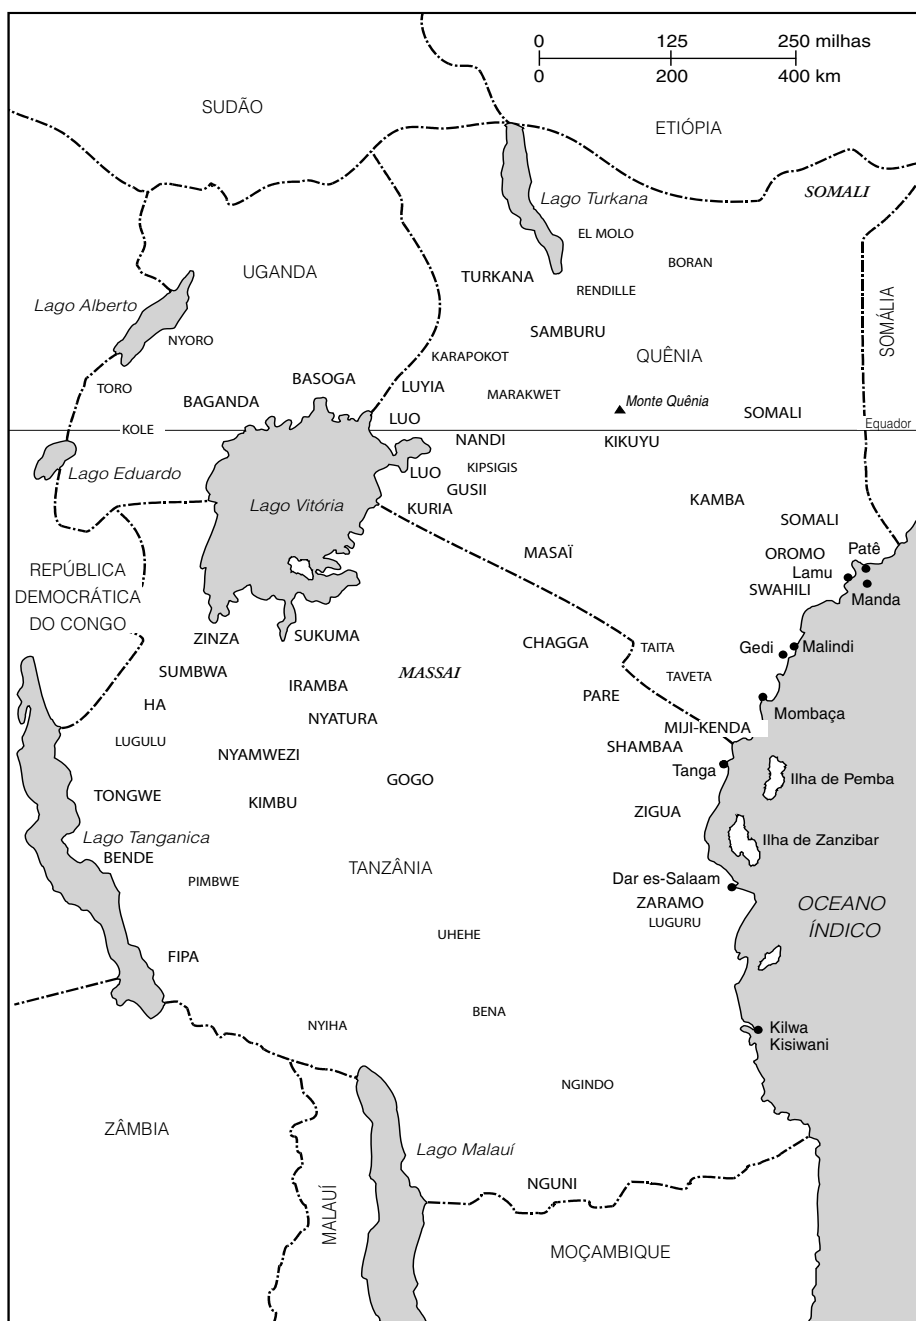 0 125 250 milhas
0 200 400 km
SUDÃO
ETIÓPIA
SOMALI
Lago Turkana
EL MOLO
BORAN
UGANDA
TURKANA
RENDILLE
SOMÁLIA
Lago Alberto
NYORO
SAMBURU
KARAPOKOT
QUÊNIA
BASOGA
TORO
LUYIA
MARAKWET
BAGANDA
Monte Quênia
LUO
SOMALI
KOLE
Equador
NANDI
KIKUYU
Lago Eduardo
LUO
KIPSIGIS
GUSII
Lago Vitória
KURIA
KAMBA
SOMALI
MASAÏ
OROMO
Patê
Lamu
REPÚBLICA
DEMOCRÁTICA
DO CONGO
SWAHILI
Manda
ZINZA
SUKUMA
CHAGGA
TAITA
Gedi
Malindi
SUMBWA
MASSAI
TAVETA
IRAMBA
PARE
HA
NYATURA
Mombaça
MIJI-KENDA
LUGULU
SHAMBAA
NYAMWEZI
Tanga
GOGO
Ilha de Pemba
TONGWE
KIMBU
ZIGUA
Lago Tanganica
Ilha de Zanzibar
BENDE
TANZÂNIA
PIMBWE
Dar es-Salaam
ZARAMO
OCEANO
ÍNDICO
LUGURU
UHEHE
FIPA
BENA
NYIHA
Kilwa
Kisiwani
NGINDO
ZÂMBIA
Lago Malauí
NGUNI
MALAUÍ
MOÇAMBIQUE